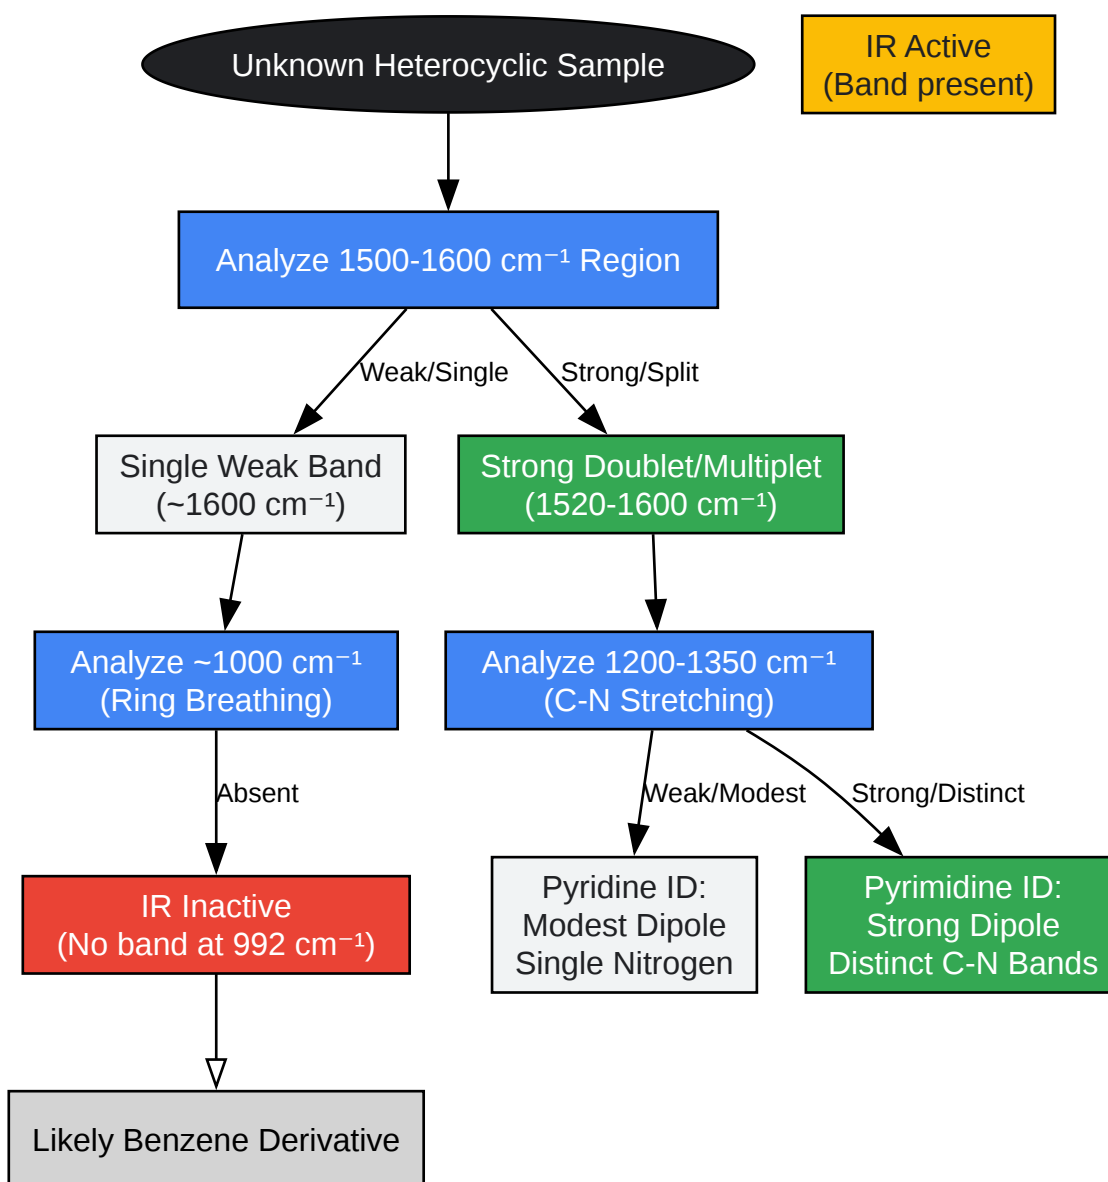 Unknown Heterocyclic Sample
IR Active
(Band present)
Analyze 1500-1600 cm⁻¹ Region
Weak/Single
Strong/Split
Single Weak Band
(~1600 cm⁻¹)
Strong Doublet/Multiplet
(1520-1600 cm⁻¹)
Analyze ~1000 cm⁻¹
(Ring Breathing)
Analyze 1200-1350 cm⁻¹
(C-N Stretching)
Absent
Weak/Modest
Strong/Distinct
IR Inactive
(No band at 992 cm⁻¹)
Pyridine ID:
Modest Dipole
Single Nitrogen
Pyrimidine ID:
Strong Dipole
Distinct C-N Bands
Likely Benzene Derivative